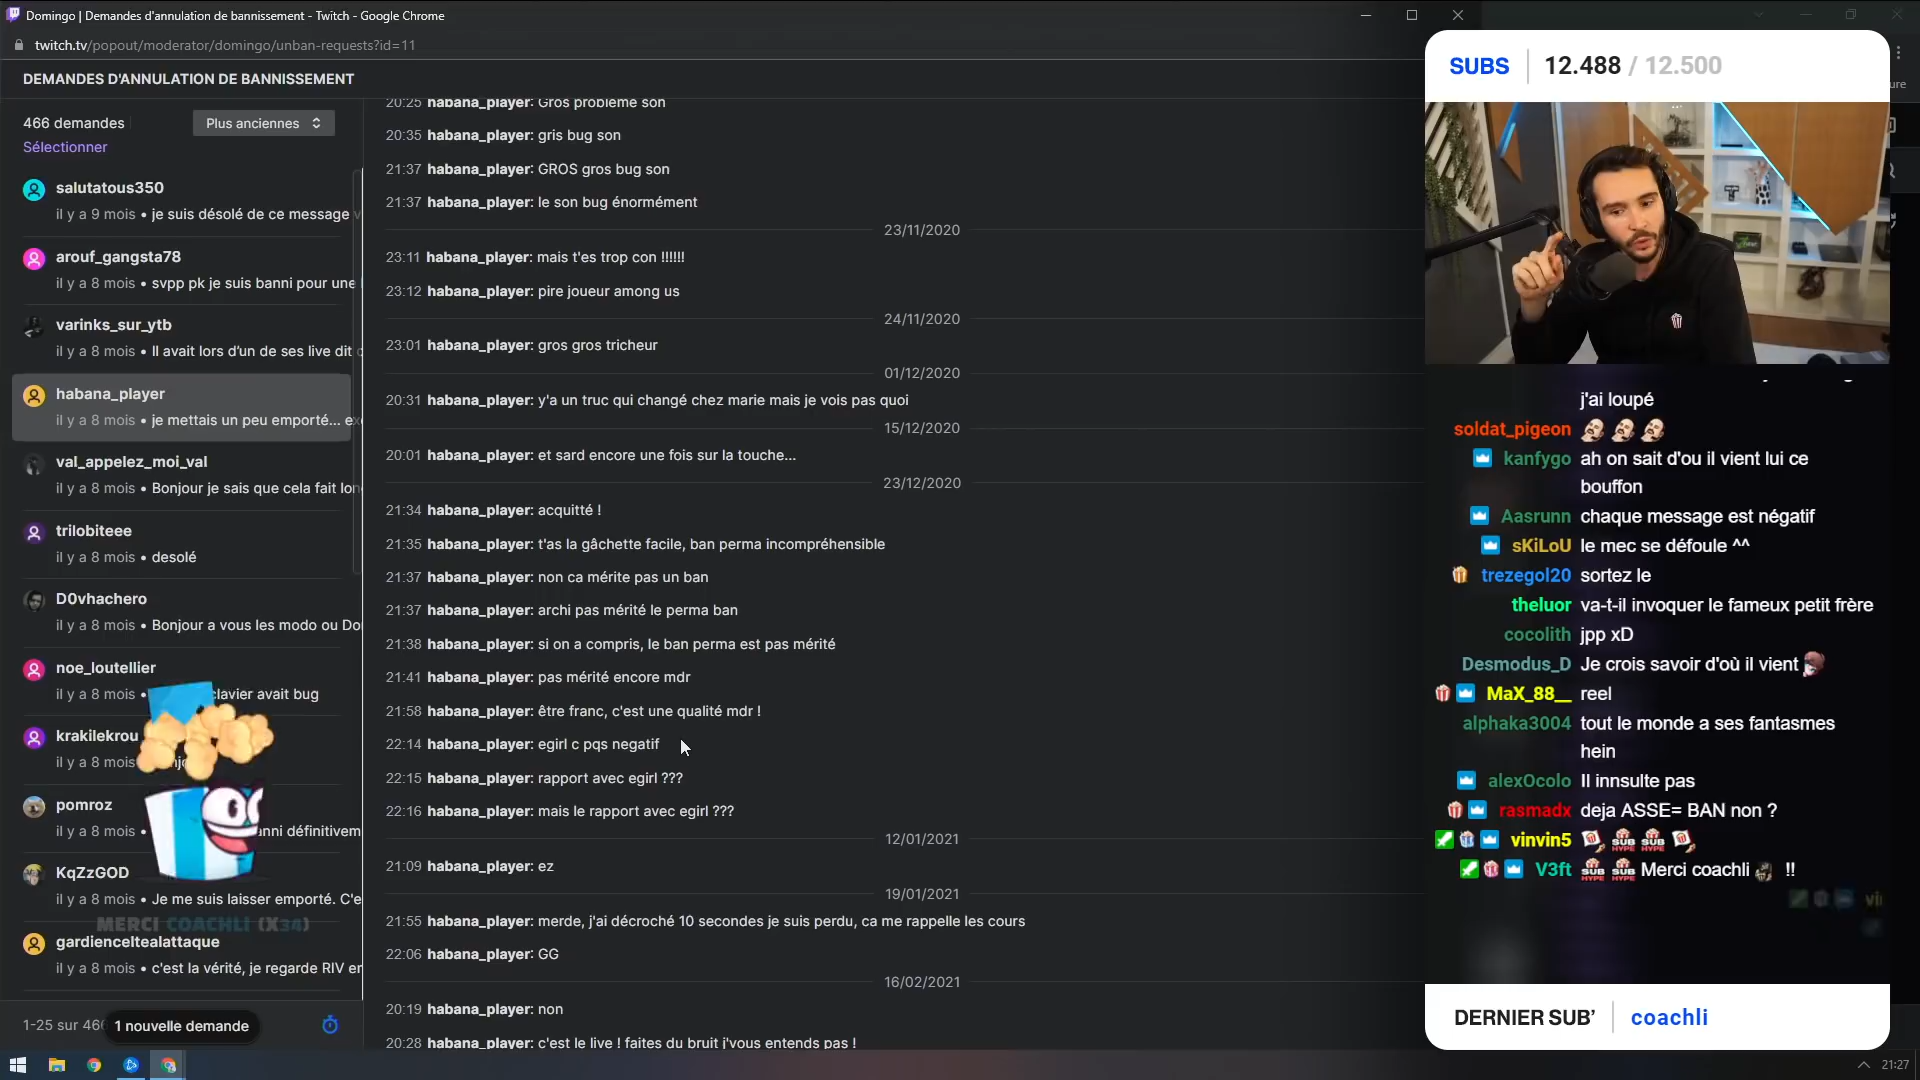 Domingo | Demandes d'annulation de bannissement - Twitch - Google Chrome
twitch.tv/popout/moderator/domingo/unban-requests?id=11
DEMANDES D'ANNULATION DE BANNISSEMENT
466 demandes
Plus anciennes
Sélectionner
salutatous350
il y a 9 mois • je suis désolé de ce message
arouf_gangsta78
il y a 8 mois • svpp pk je suis banni pour une
varinks_sur_ytb
il y a 8 mois • Il avait lors d'un de ses live dit
habana_player
il y a 8 mois • je mettais un peu emporté...
val_appelez_moi_val
il y a 8 mois • Bonjour je sais que cela fait
trilobiteee
il y a 8 mois • desolé
D0vhachero
il y a 8 mois • Bonjour a vous les modo ou
noe_loutellier
il y a 8 mois • clavier avait bug
krakilekrou
il y a 8 mois
pomroz
il y a 8 mois •
KqZzGOD
il y a 8 mois • Je me suis laisser emporté.
MERCI COACHLI (X34)
gardienceltealattaque
il y a 8 mois • c'est la vérité, je regarde RIV
1-25 sur 466
1 nouvelle demande
20:25 habana_player: Gros probleme son
20:35 habana_player: gris bug son
21:37 habana_player: GROS gros bug son
21:37 habana_player: le son bug énormément
23/11/2020
23:11 habana_player: mais t'es trop con !!!!!!
23:12 habana_player: pire joueur among us
24/11/2020
23:01 habana_player: gros gros tricheur
01/12/2020
20:31 habana_player: y'a un truc qui changé chez marie mais je vois pas quoi
15/12/2020
20:01 habana_player: et sard encore une fois sur la touche...
23/12/2020
21:34 habana_player: acquitté !
21:35 habana_player: t'as la gâchette facile, ban perma incompréhensible
21:37 habana_player: non ca mérite pas un ban
21:37 habana_player: archi pas mérité le perma ban
21:38 habana_player: si on a compris, le ban perma est pas mérité
21:41 habana_player: pas mérité encore mdr
21:58 habana_player: être franc, c'est une qualité mdr !
22:14 habana_player: egirl c pqs negatif
22:15 habana_player: rapport avec egirl ???
22:16 habana_player: mais le rapport avec egirl ???
12/01/2021
21:09 habana_player: ez
19/01/2021
21:55 habana_player: merde, j'ai décroché 10 secondes je suis perdu, ca me rappelle les cours
22:06 habana_player: GG
16/02/2021
20:19 habana_player: non
20:28 habana_player: c'est le live ! faites du bruit j'vous entends pas !
SUBS 12.488 / 12.500
j'ai loupé
soldat_pigeon
kanfygo ah on sait d'ou il vient lui ce
bouffon
Aasrunn chaque message est négatif
sKiLoU le mec se défoule ^^
trezegol20 sortez le
theluor va-t-il invoquer le fameux petit frère
cocolith jpp xD
Desmodus_D Je crois savoir d'où il vient
MaX_88__ reel
alphaka3004 tout le monde a ses fantasmes
hein
alexOcolo Il innsulte pas
rasmadx deja ASSE= BAN non ?
vinvin5 SUB HYPE SUB HYPE
V3ft SUB HYPE SUB HYPE Merci coachli !!
DERNIER SUB' coachli
ure
21:27